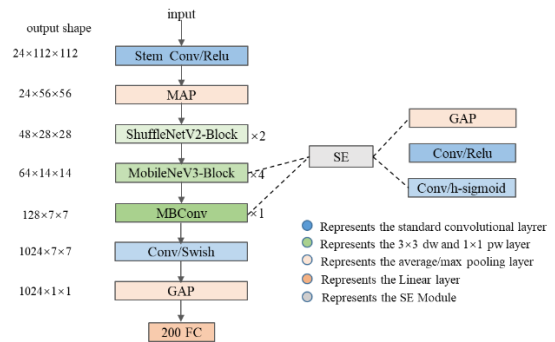 input
output shape
24×112×112
Stem Conv/Relu
24×56×56
MAP
48×28×28
ShuffleNetV2-Block ×2
64×14×14
MobileNeV3-Block ×4
128×7×7
MBConv ×1
1024×7×7
Conv/Swish
1024×1×1
GAP
200 FC
SE
GAP
Conv/Relu
Conv/h-sigmoid
Represents the standard convolutional layrer
Represents the 3×3 dw and 1×1 pw layer
Represents the average/max pooling layer
Represents the Linear layer
Represents the SE Module